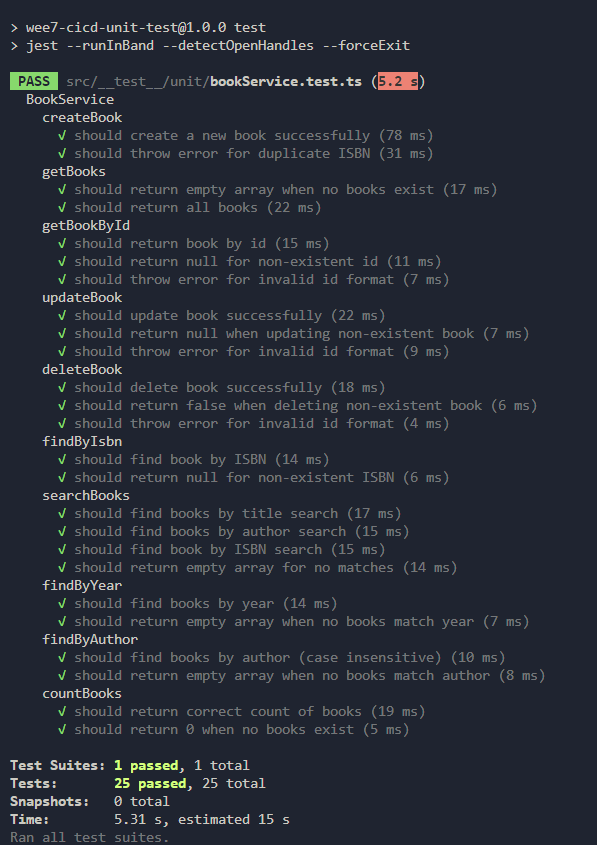 > wee7-cicd-unit-test@1.0.0 test
> jest --runInBand --detectOpenHandles --forceExit
PASS src/__test__/unit/bookService.test.ts (5.2 s)
BookService
createBook
√ should create a new book successfully (78 ms)
√ should throw error for duplicate ISBN (31 ms)
getBooks
√ should return empty array when no books exist (17 ms)
√ should return all books (22 ms)
getBookById
√ should return book by id (15 ms)
√ should return null for non-existent id (11 ms)
√ should throw error for invalid id format (7 ms)
updateBook
√ should update book successfully (22 ms)
√ should return null when updating non-existent book (7 ms)
√ should throw error for invalid id format (9 ms)
deleteBook
√ should delete book successfully (18 ms)
√ should return false when deleting non-existent book (6 ms)
√ should throw error for invalid id format (4 ms)
findByIsbn
√ should find book by ISBN (14 ms)
√ should return null for non-existent ISBN (6 ms)
searchBooks
√ should find books by title search (17 ms)
√ should find books by author search (15 ms)
√ should find book by ISBN search (15 ms)
√ should return empty array for no matches (14 ms)
findByYear
√ should find books by year (14 ms)
√ should return empty array when no books match year (7 ms)
findByAuthor
√ should find books by author (case insensitive) (10 ms)
√ should return empty array when no books match author (8 ms)
countBooks
√ should return correct count of books (19 ms)
√ should return 0 when no books exist (5 ms)
Test Suites: 1 passed, 1 total
Tests: 25 passed, 25 total
Snapshots: 0 total
Time: 5.31 s, estimated 15 s
Ran all test suites.